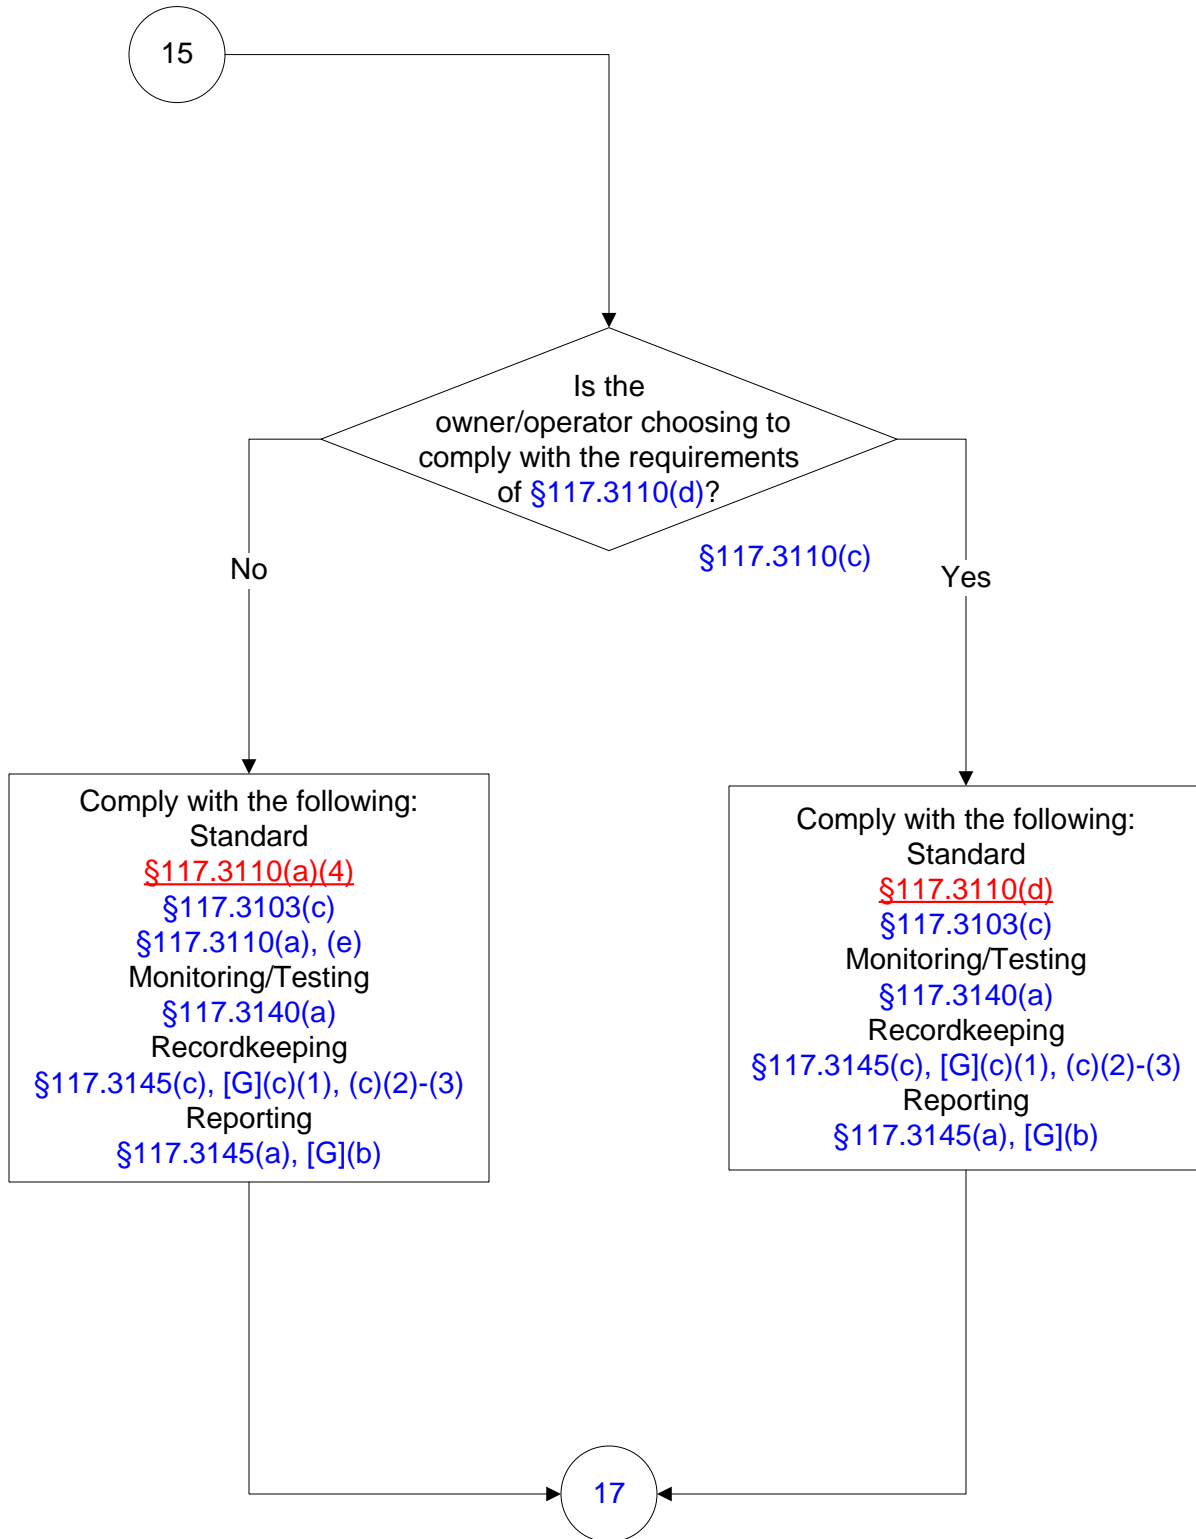 15
Is the
owner/operator choosing to
comply with the requirements
of §117.3110(d)?
§117.3110(c)
No
Yes
Comply with the following:
Standard
§117.3110(a)(4)
§117.3103(c)
§117.3110(a), (e)
Monitoring/Testing
§117.3140(a)
Recordkeeping
§117.3145(c), [G](c)(1), (c)(2)-(3)
Reporting
§117.3145(a), [G](b)
Comply with the following:
Standard
§117.3110(d)
§117.3103(c)
Monitoring/Testing
§117.3140(a)
Recordkeeping
§117.3145(c), [G](c)(1), (c)(2)-(3)
Reporting
§117.3145(a), [G](b)
17